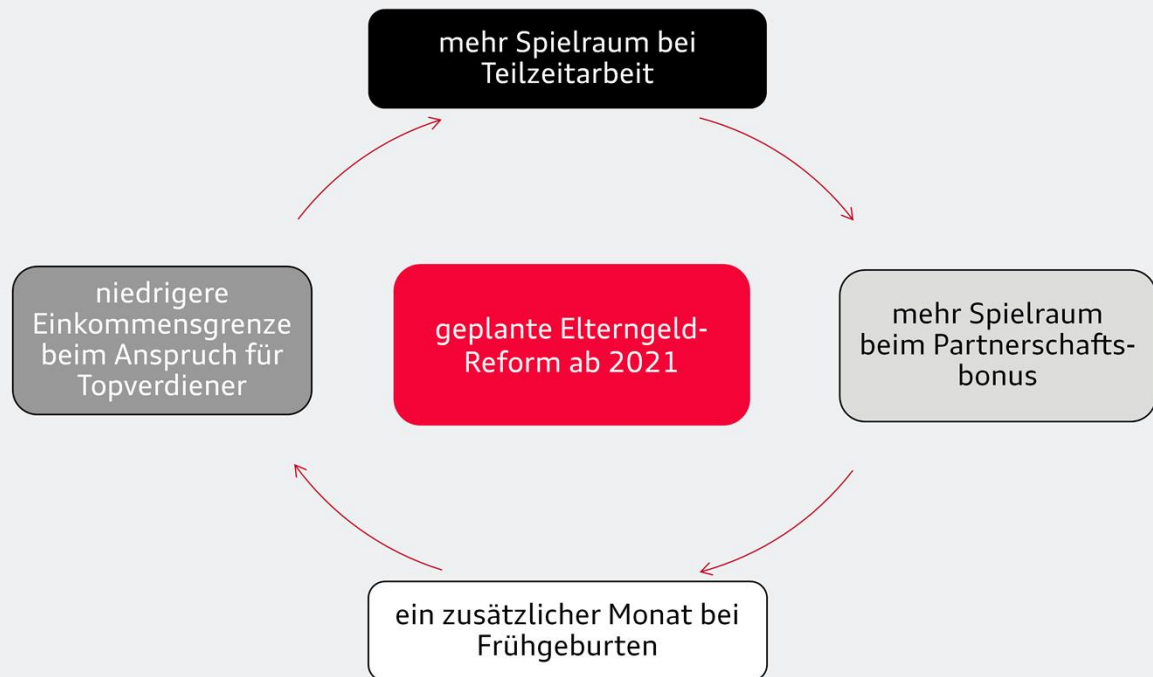 mehr Spielraum bei
Teilzeitarbeit
niedrigere
Einkommensgrenze
beim Anspruch für
Topverdiener
geplante Elterngeld-
Reform ab 2021
mehr Spielraum
beim Partnerschafts-
bonus
ein zusätzlicher Monat bei
Frühgeburten